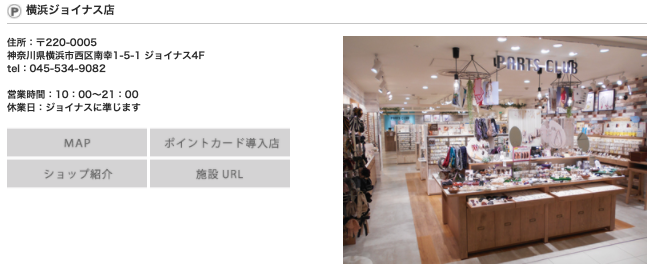 P 横浜ジョイナス店
住所：〒220-0005
神奈川県横浜市西区南幸1-5-1 ジョイナス4F
tel：045-534-9082
営業時間：10：00～21：00
休業日：ジョイナスに準じます
MAP
ポイントカード導入店
ショップ紹介
施設 URL
PARTS CLUB